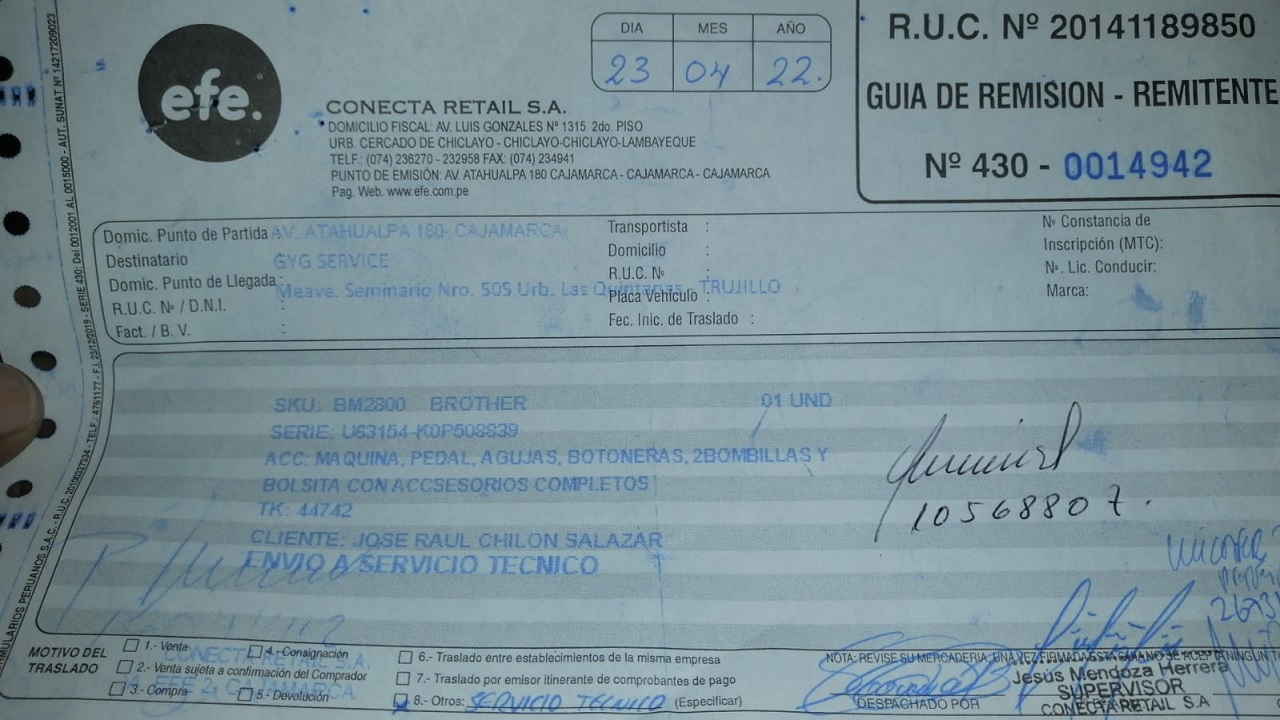 DIA MES AÑO
23 04 22.
R.U.C. Nº 20141189850
GUIA DE REMISION - REMITENTE
Nº 430 - 0014942
efe.
CONECTA RETAIL S.A.
DOMICILIO FISCAL: AV. LUIS GONZALES Nº 1315 2do. PISO
URB. CERCADO DE CHICLAYO - CHICLAYO-CHICLAYO-LAMBAYEQUE
TELF.: (074) 236270 - 232958 FAX: (074) 234941
PUNTO DE EMISIÓN: AV. ATAHUALPA 180 CAJAMARCA - CAJAMARCA - CAJAMARCA
Pag. Web. www.efe.com.pe
Domic. Punto de Partida AV. ATAHUALPA 180- CAJAMARCA
Destinatario GYG SERVICE
Domic. Punto de Llegada : Meave. Seminario Nro. 505 Urb. Las Quintanas - TRUJILLO
R.U.C. Nº / D.N.I. :
Fact. / B. V. :
Transportista :
Domicilio :
R.U.C. Nº :
Placa Vehículo :
Fec. Inic. de Traslado :
Nº Constancia de
Inscripción (MTC):
Nº. Lic. Conducir:
Marca:
SKU: BM2800 BROTHER 01 UND
SERIE: U63154-K0P508839
ACC. MAQUINA, PEDAL, AGUJAS, BOTONERAS, 2BOMBILLAS Y
BOLSITA CON ACCSESORIOS COMPLETOS
TK: 44742
CLIENTE: JOSE RAUL CHILON SALAZAR
ENVIO A SERVICIO TECNICO
10568807.
MOTIVO DEL
TRASLADO
1.- Venta
2.- Venta sujeta a confirmación del Comprador
3.- Compra
4.- Consignación
5.- Devolución
6.- Traslado entre establecimientos de la misma empresa
7.- Traslado por emisor itinerante de comprobantes de pago
8.- Otros: SERVICIO TECNICO (Especificar)
NOTA: REVISE SU MERCADERIA, UNA VEZ FIRMADA
DESPACHADO POR
Jesús Mendoza Herrera
SUPERVISOR
CONECTA RETAIL S.A